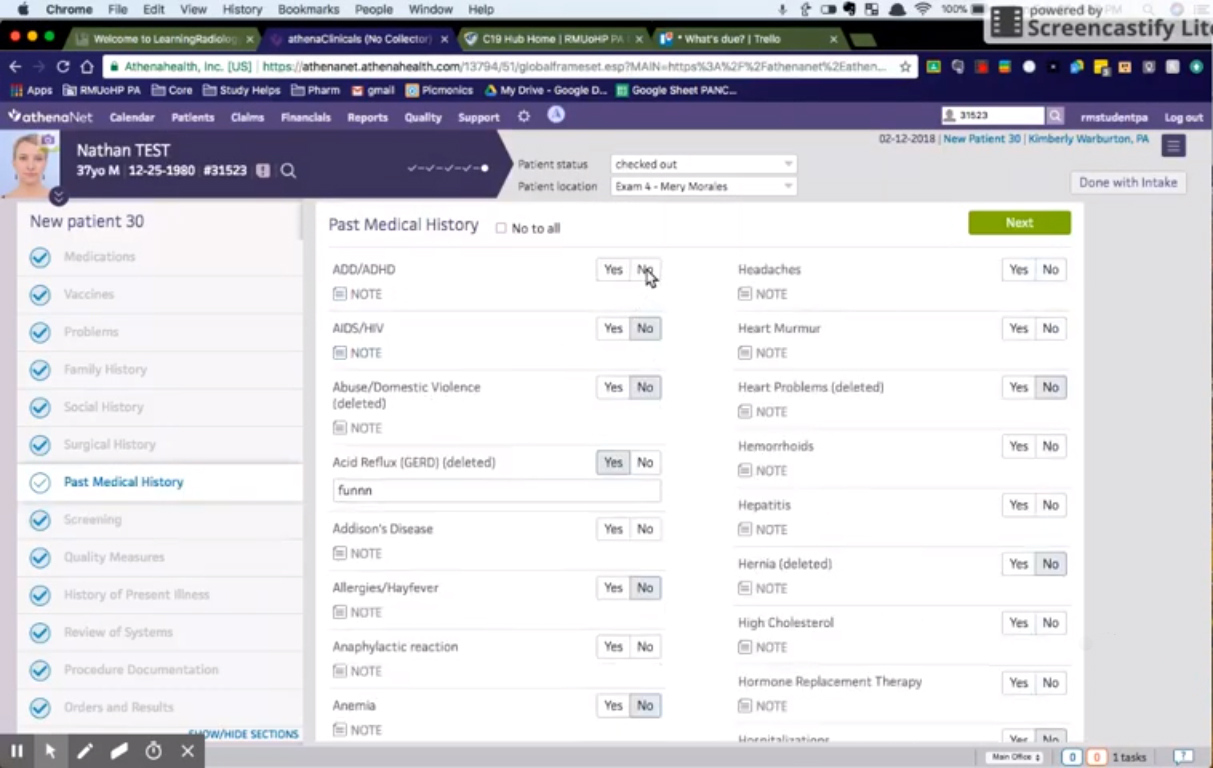 Chrome File Edit View History Bookmarks People Window Help 100%
powered by
Screencastify Lite
Welcome to LearningRadiolog × athenaClinicals (No Collector) × C19 Hub Home | RMUoHP PA × * What's due? | Trello ×
Athenahealth, Inc. [US] https://athenanet.athenahealth.com/13794/51/globalframeset.esp?MAIN=https%3A%2F%2Fathenanet%2Eathen...
Apps RMUoHP PA Core Study Helps Pharm gmail Picmonics My Drive - Google D... Google Sheet PANC...
athenaNet Calendar Patients Claims Financials Reports Quality Support 31523 rmstudentpa Log out
02-12-2018 | New Patient 30 | Kimberly Warburton, PA
Nathan TEST
37yo M 12-25-1980 #31523
Patient status checked out
Patient location Exam 4 - Mery Morales
Done with Intake
New patient 30
Medications
Vaccines
Problems
Family History
Social History
Surgical History
Past Medical History
Screening
Quality Measures
History of Present Illness
Review of Systems
Procedure Documentation
Orders and Results
SHOW/HIDE SECTIONS
Past Medical History No to all Next
ADD/ADHD Yes No
NOTE
AIDS/HIV Yes No
NOTE
Abuse/Domestic Violence Yes No
(deleted)
NOTE
Acid Reflux (GERD) (deleted) Yes No
funnn
Addison's Disease Yes No
NOTE
Allergies/Hayfever Yes No
NOTE
Anaphylactic reaction Yes No
NOTE
Anemia Yes No
NOTE
Headaches Yes No
NOTE
Heart Murmur Yes No
NOTE
Heart Problems (deleted) Yes No
NOTE
Hemorrhoids Yes No
NOTE
Hepatitis Yes No
NOTE
Hernia (deleted) Yes No
NOTE
High Cholesterol Yes No
NOTE
Hormone Replacement Therapy Yes No
NOTE
Hospitalizations Yes No
Main Office 0 0 1 tasks